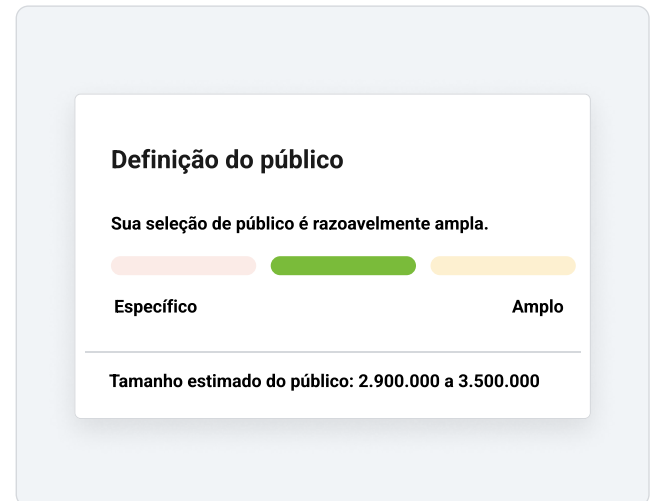 Definição do público
Sua seleção de público é razoavelmente ampla.
Específico
Amplo
Tamanho estimado do público: 2.900.000 a 3.500.000